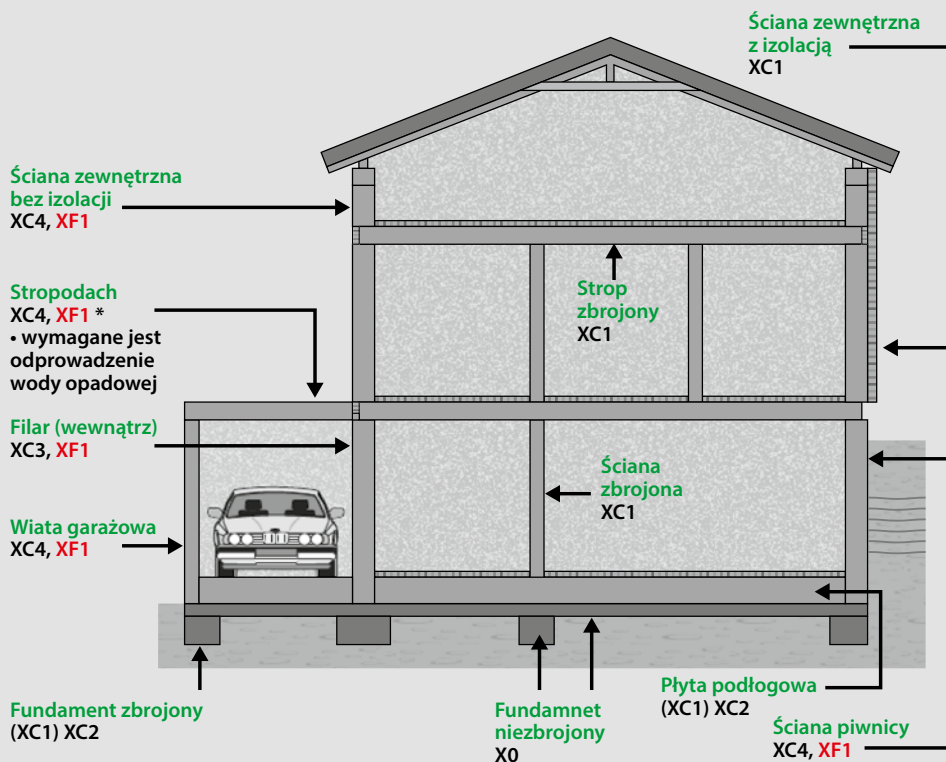 Ściana zewnętrzna
z izolacją
XC1
Ściana zewnętrzna
bez izolacji
XC4, XF1
Stropodach
XC4, XF1 *
• wymagane jest
odprowadzenie
wody opadowej
Strop
zbrojony
XC1
Filar (wewnątrz)
XC3, XF1
Ściana
zbrojona
XC1
Wiata garażowa
XC4, XF1
Fundament zbrojony
(XC1) XC2
Fundamnet
niezbrojony
X0
Płyta podłogowa
(XC1) XC2
Ściana piwnicy
XC4, XF1